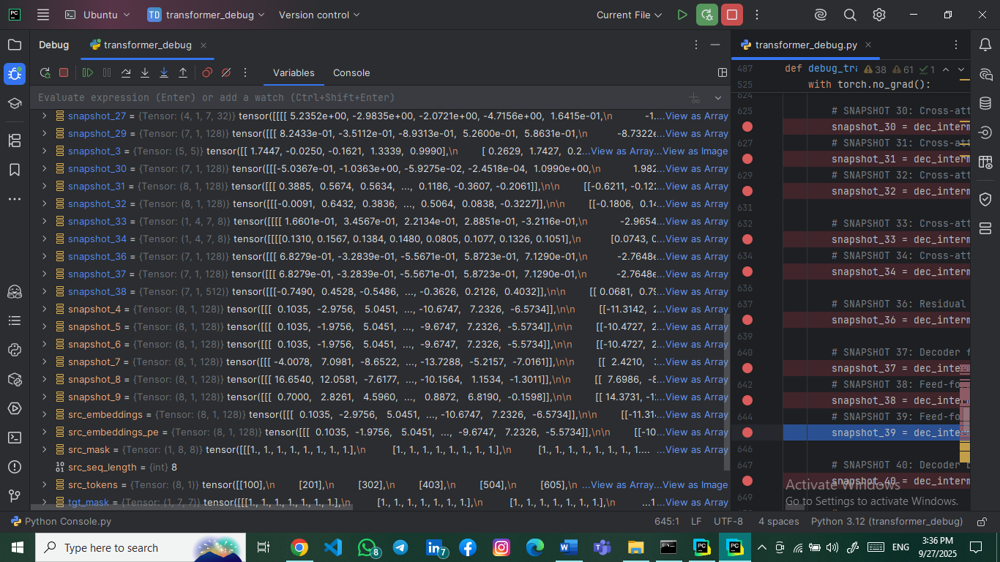 PC Ubuntu TD transformer_debug Version control Current File
Debug transformer_debug transformer_debug.py
Variables Console
Evaluate expression (Enter) or add a watch (Ctrl+Shift+Enter)
snapshot_27 = {Tensor: (4, 1, 7, 32)} tensor([[[[ 5.2352e+00, -2.9835e+00, -2.0721e+00, -4.7156e+00, 1.6415e-01,\n -1....View as Array
snapshot_29 = {Tensor: (7, 1, 128)} tensor([[[ 8.2433e-01, -3.5112e-01, -8.9313e-01, 5.2600e-01, 5.8631e-01,\n -8.7322e...View as Array
snapshot_3 = {Tensor: (5, 5)} tensor([[ 1.7447, -0.0250, -0.1621, 1.3339, 0.9990],\n [ 0.2629, 1.7427, 0.2...View as Array...View as Image
snapshot_30 = {Tensor: (7, 1, 128)} tensor([[[-5.0367e-01, -1.0363e+00, -5.9275e-02, -2.4518e-04, 1.0990e+00,\n 1.982...View as Array
snapshot_31 = {Tensor: (8, 1, 128)} tensor([[[ 0.3885, 0.5674, 0.5634, ..., 0.1186, -0.3607, -0.2061]],\n\n [[-0.6211, -0.122...View as Array
snapshot_32 = {Tensor: (8, 1, 128)} tensor([[[-0.0091, 0.6432, 0.3836, ..., 0.5064, 0.0838, -0.3227]],\n\n [[-0.1806, 0.14...View as Array
snapshot_33 = {Tensor: (1, 4, 7, 8)} tensor([[[[ 1.6601e-01, 3.4567e-01, 2.2134e-01, 2.8851e-01, -3.2116e-01,\n -2.9654...View as Array
snapshot_34 = {Tensor: (1, 4, 7, 8)} tensor([[[[0.1310, 0.1567, 0.1384, 0.1480, 0.0805, 0.1077, 0.1326, 0.1051],\n [0.0743, 0...View as Array
snapshot_36 = {Tensor: (7, 1, 128)} tensor([[[ 6.8279e-01, -3.2839e-01, -5.5671e-01, 5.8723e-01, 7.1290e-01,\n -2.7648e...View as Array
snapshot_37 = {Tensor: (7, 1, 128)} tensor([[[ 6.8279e-01, -3.2839e-01, -5.5671e-01, 5.8723e-01, 7.1290e-01,\n -2.7648e...View as Array
snapshot_38 = {Tensor: (7, 1, 512)} tensor([[[-0.7490, 0.4528, -0.5486, ..., -0.3626, 0.2126, 0.4032]],\n\n [[ 0.0681, 0.79...View as Array
snapshot_4 = {Tensor: (8, 1, 128)} tensor([[[ 0.1035, -2.9756, 5.0451, ..., -10.6747, 7.2326, -6.5734]],\n\n [[-11.3142, 2...View as Array
snapshot_5 = {Tensor: (8, 1, 128)} tensor([[[ 0.1035, -1.9756, 5.0451, ..., -9.6747, 7.2326, -5.5734]],\n\n [[-10.4727, 2...View as Array
snapshot_6 = {Tensor: (8, 1, 128)} tensor([[[ 0.1035, -1.9756, 5.0451, ..., -9.6747, 7.2326, -5.5734]],\n\n [[-10.4727, 2...View as Array
snapshot_7 = {Tensor: (8, 1, 128)} tensor([[[ -4.0078, 7.0981, -8.6522, ..., -13.7288, -5.2157, -7.0161]],\n\n [[ 2.4210, 3...View as Array
snapshot_8 = {Tensor: (8, 1, 128)} tensor([[[ 16.6540, 12.0581, -7.6177, ..., -10.1564, 1.1534, -1.3011]],\n\n [[ 7.6986, -8...View as Array
snapshot_9 = {Tensor: (8, 1, 128)} tensor([[[ 0.7000, 2.8261, 4.5960, ..., 0.8872, 6.8190, -0.1598]],\n\n [[ 14.3731, -1...View as Array
src_embeddings = {Tensor: (8, 1, 128)} tensor([[[ 0.1035, -2.9756, 5.0451, ..., -10.6747, 7.2326, -6.5734]],\n\n [[-11.31...View as Array
src_embeddings_pe = {Tensor: (8, 1, 128)} tensor([[[ 0.1035, -1.9756, 5.0451, ..., -9.6747, 7.2326, -5.5734]],\n\n [[-10...View as Array
src_mask = {Tensor: (1, 8, 8)} tensor([[[1., 1., 1., 1., 1., 1., 1., 1.],\n [1., 1., 1., 1., 1., 1., 1., 1.],\n [1., 1., 1., 1., 1., 1., 1., 1....View as Array
src_seq_length = {int} 8
src_tokens = {Tensor: (8, 1)} tensor([[100],\n [201],\n [302],\n [403],\n [504],\n [605],\n ...View as Array...View as Image
tgt_mask = {Tensor: (1, 7, 7)} tensor([[[1., 1., 1., 1., 1., 1., 1.],\n [1., 1., 1., 1., 1., 1., 1.],\n [1., 1., 1., 1., 1., 1., 1.],\n ...1...View as Array
487 def debug_tra 38 61 1
525 with torch.no_grad():
624
625 # SNAPSHOT 30: Cross-att
snapshot_30 = dec_interm
627 # SNAPSHOT 31: Cross-att
snapshot_31 = dec_interm
629 # SNAPSHOT 32: Cross-att
snapshot_32 = dec_interm
631
632 # SNAPSHOT 33: Cross-att
snapshot_33 = dec_interm
634 # SNAPSHOT 34: Cross-att
snapshot_34 = dec_interm
636
637 # SNAPSHOT 36: Residual
snapshot_36 = dec_interm
639
640 # SNAPSHOT 37: Decoder f
snapshot_37 = dec_inte
642 # SNAPSHOT 38: Feed-fo
snapshot_38 = dec_inte
644 # SNAPSHOT 39: Feed-fo
snapshot_39 = dec_inte
646
647 # SNAPSHOT 40: Decoder
snapshot_40 = dec_interm
649
Activate Windows
Go to Settings to activate Windows.
Python Console.py 645:1 LF UTF-8 4 spaces Python 3.12 (transformer_debug)
Type here to search 8 7 ENG 3:36 PM
9/27/2025